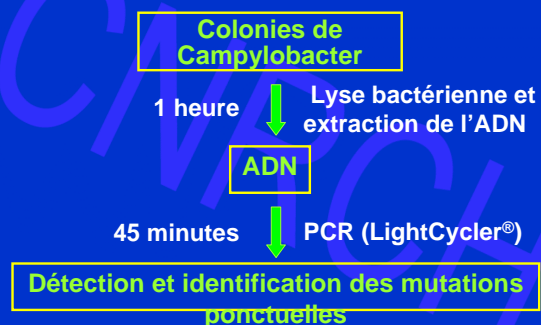 Colonies de
Campylobacter
1 heure
Lyse bactérienne et
extraction de l'ADN
ADN
45 minutes
PCR (LightCycler®)
Détection et identification des mutations
ponctuelles
CNRCH